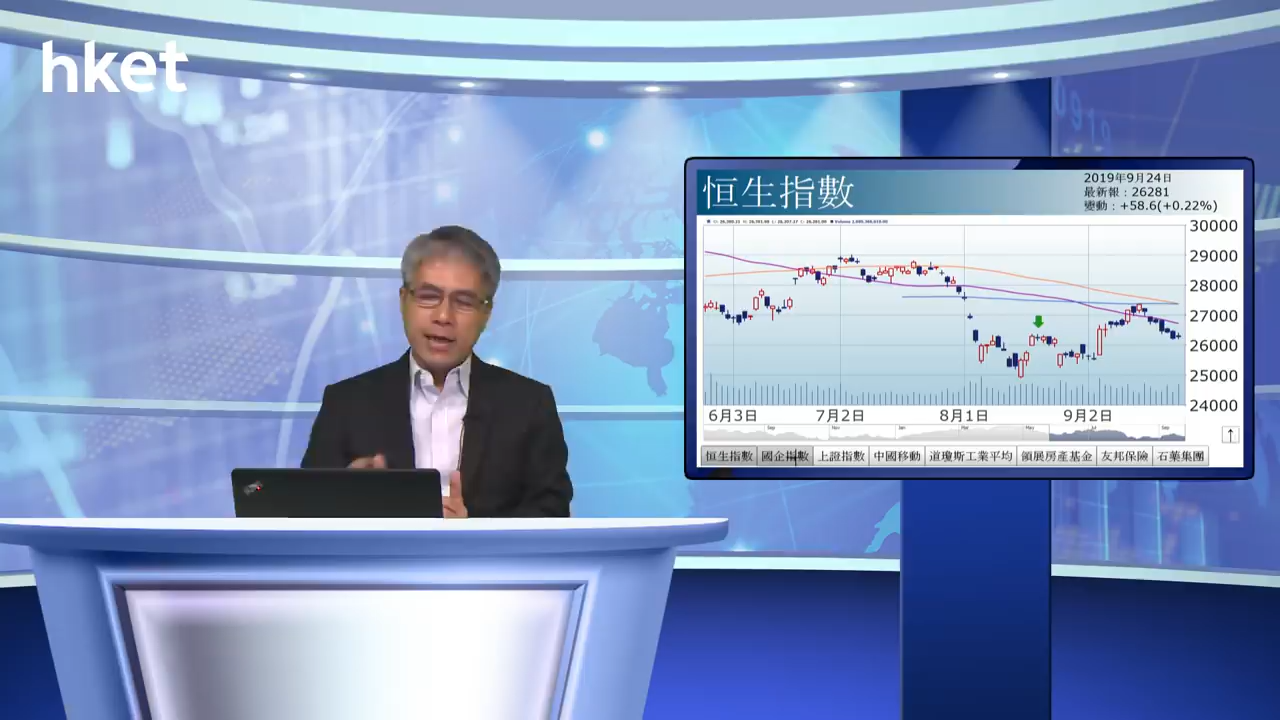 hket
恒生指數
2019年9月24日
最新報：26281
變動：+58.6(+0.22%)
30000
29000
28000
27000
26000
25000
24000
6月3日 7月2日 8月1日 9月2日
恒生指數 國企指數 上證指數 中國移動 道瓊斯工業平均 領展房產基金 友邦保險 石藥集團